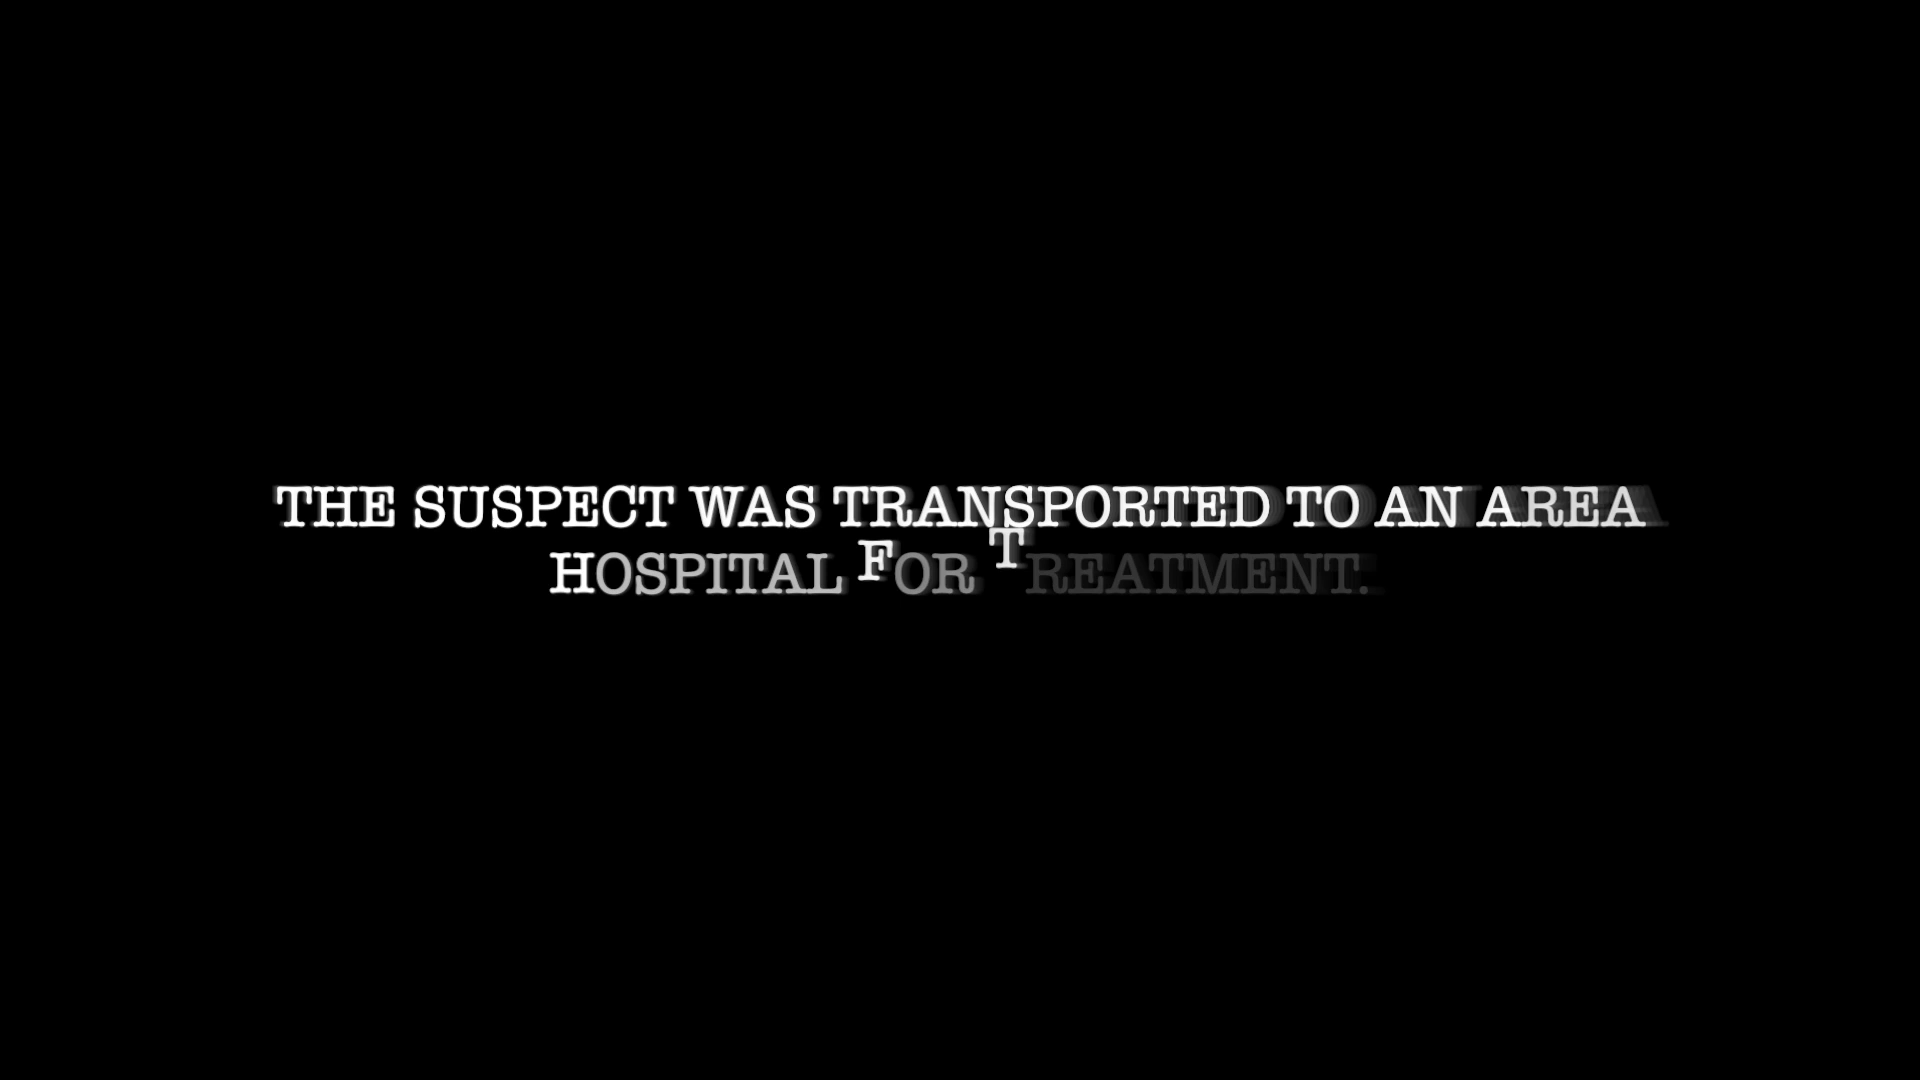 THE SUSPECT WAS TRANSPORTED TO AN AREA
HOSPITAL FOR TREATMENT.